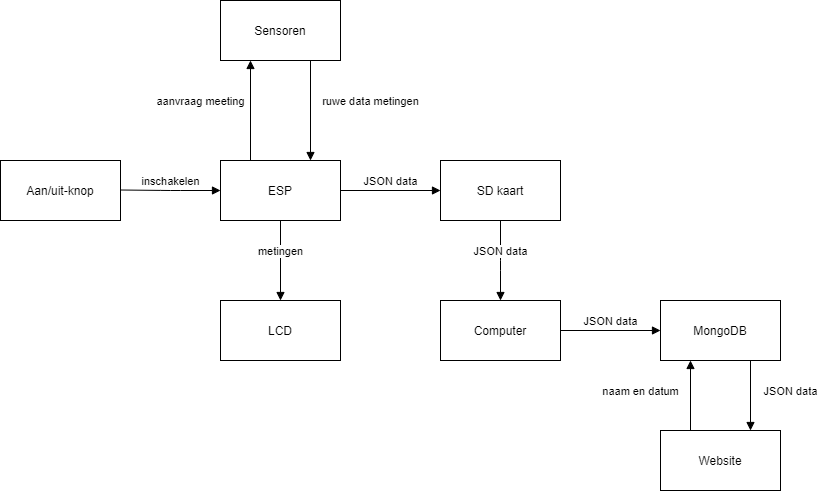 Sensoren
aanvraag meeting
ruwe data metingen
Aan/uit-knop
inschakelen
ESP
JSON data
SD kaart
metingen
JSON data
LCD
Computer
JSON data
MongoDB
naam en datum
JSON data
Website